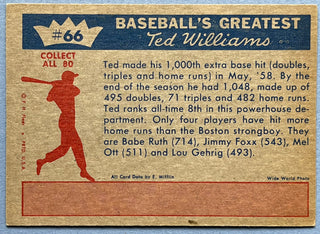 BASEBALL'S GREATEST
#66
Ted Williams
COLLECT
ALL 80
Ted made his 1,000th extra base hit (doubles,
triples and home runs) in May, '58. By the
end of the season he had 1,048, made up of
495 doubles, 71 triples and 482 home runs.
Ted ranks all-time 8th in this powerhouse de-
partment. Only four players have hit more
home runs than the Boston strongboy. They
are Babe Ruth (714), Jimmy Foxx (543), Mel
Ott (511) and Lou Gehrig (493).
All Card Data by E. Mifflin
Wide World Photo